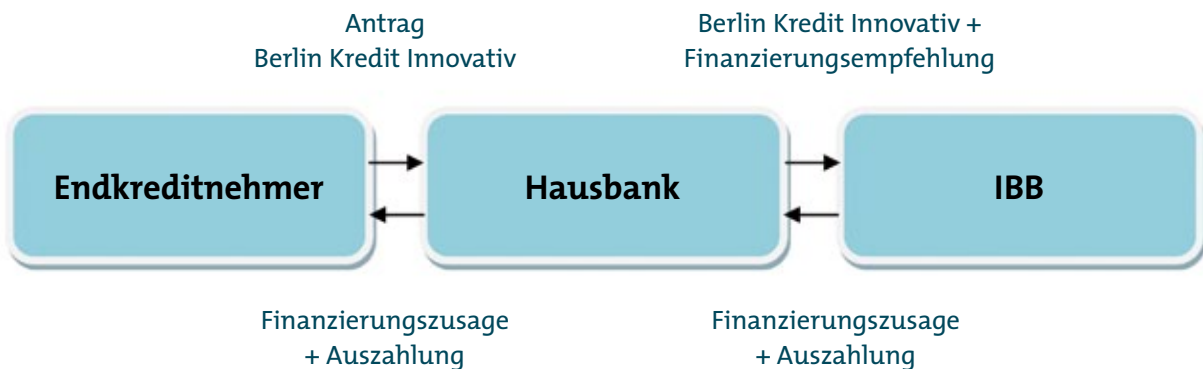 Antrag
Berlin Kredit Innovativ
Berlin Kredit Innovativ +
Finanzierungsempfehlung
Endkreditnehmer
Hausbank
IBB
Finanzierungszusage
+ Auszahlung
Finanzierungszusage
+ Auszahlung